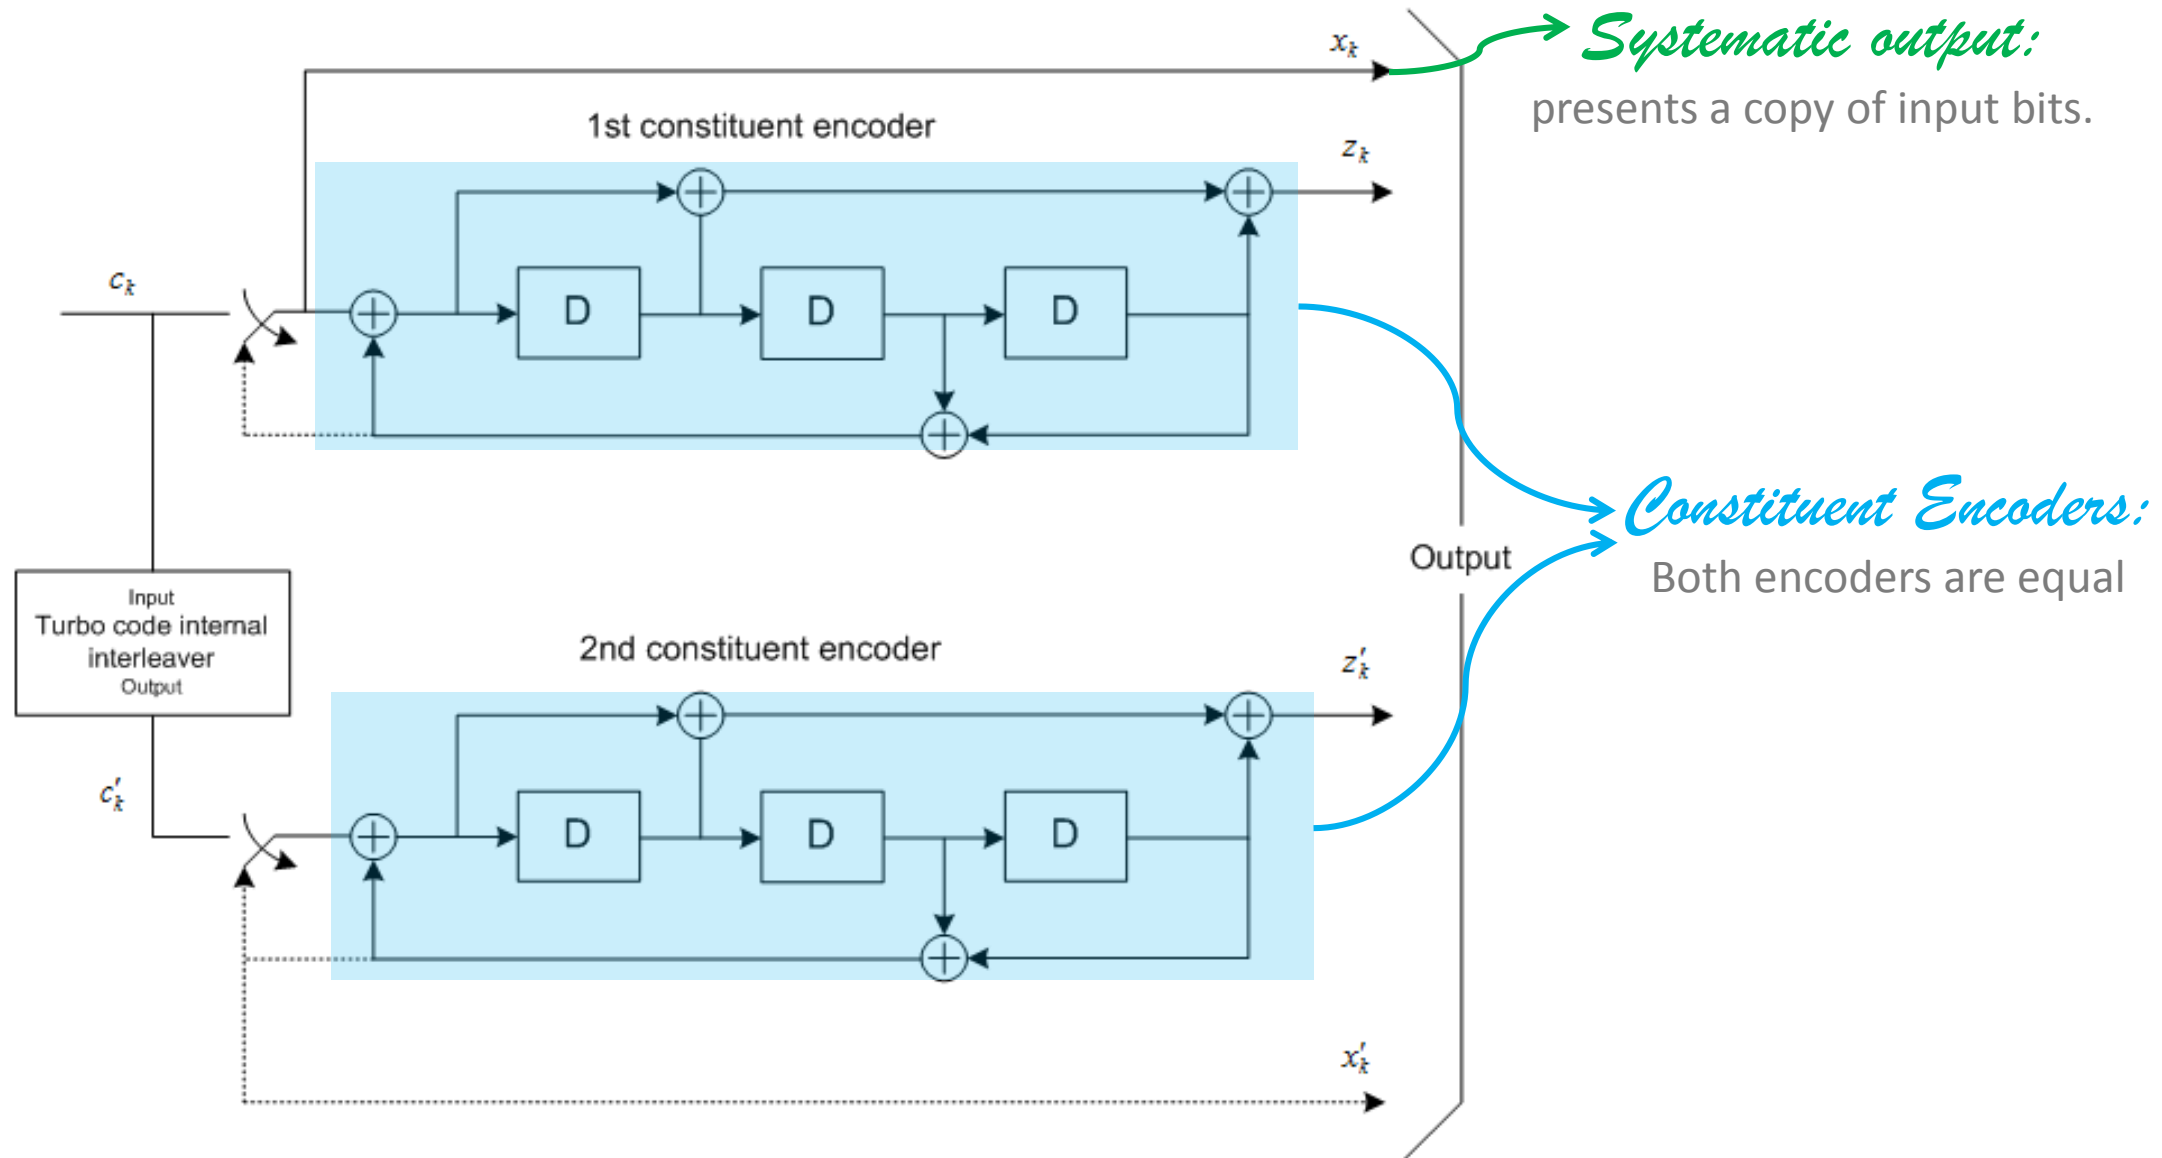 x_k
Systematic output:
presents a copy of input bits.
1st constituent encoder
z_k
c_k
D
D
D
Constituent Encoders:
Output
Both encoders are equal
Input
Turbo code internal
interleaver
Output
2nd constituent encoder
z'_k
c'_k
D
D
D
x'_k